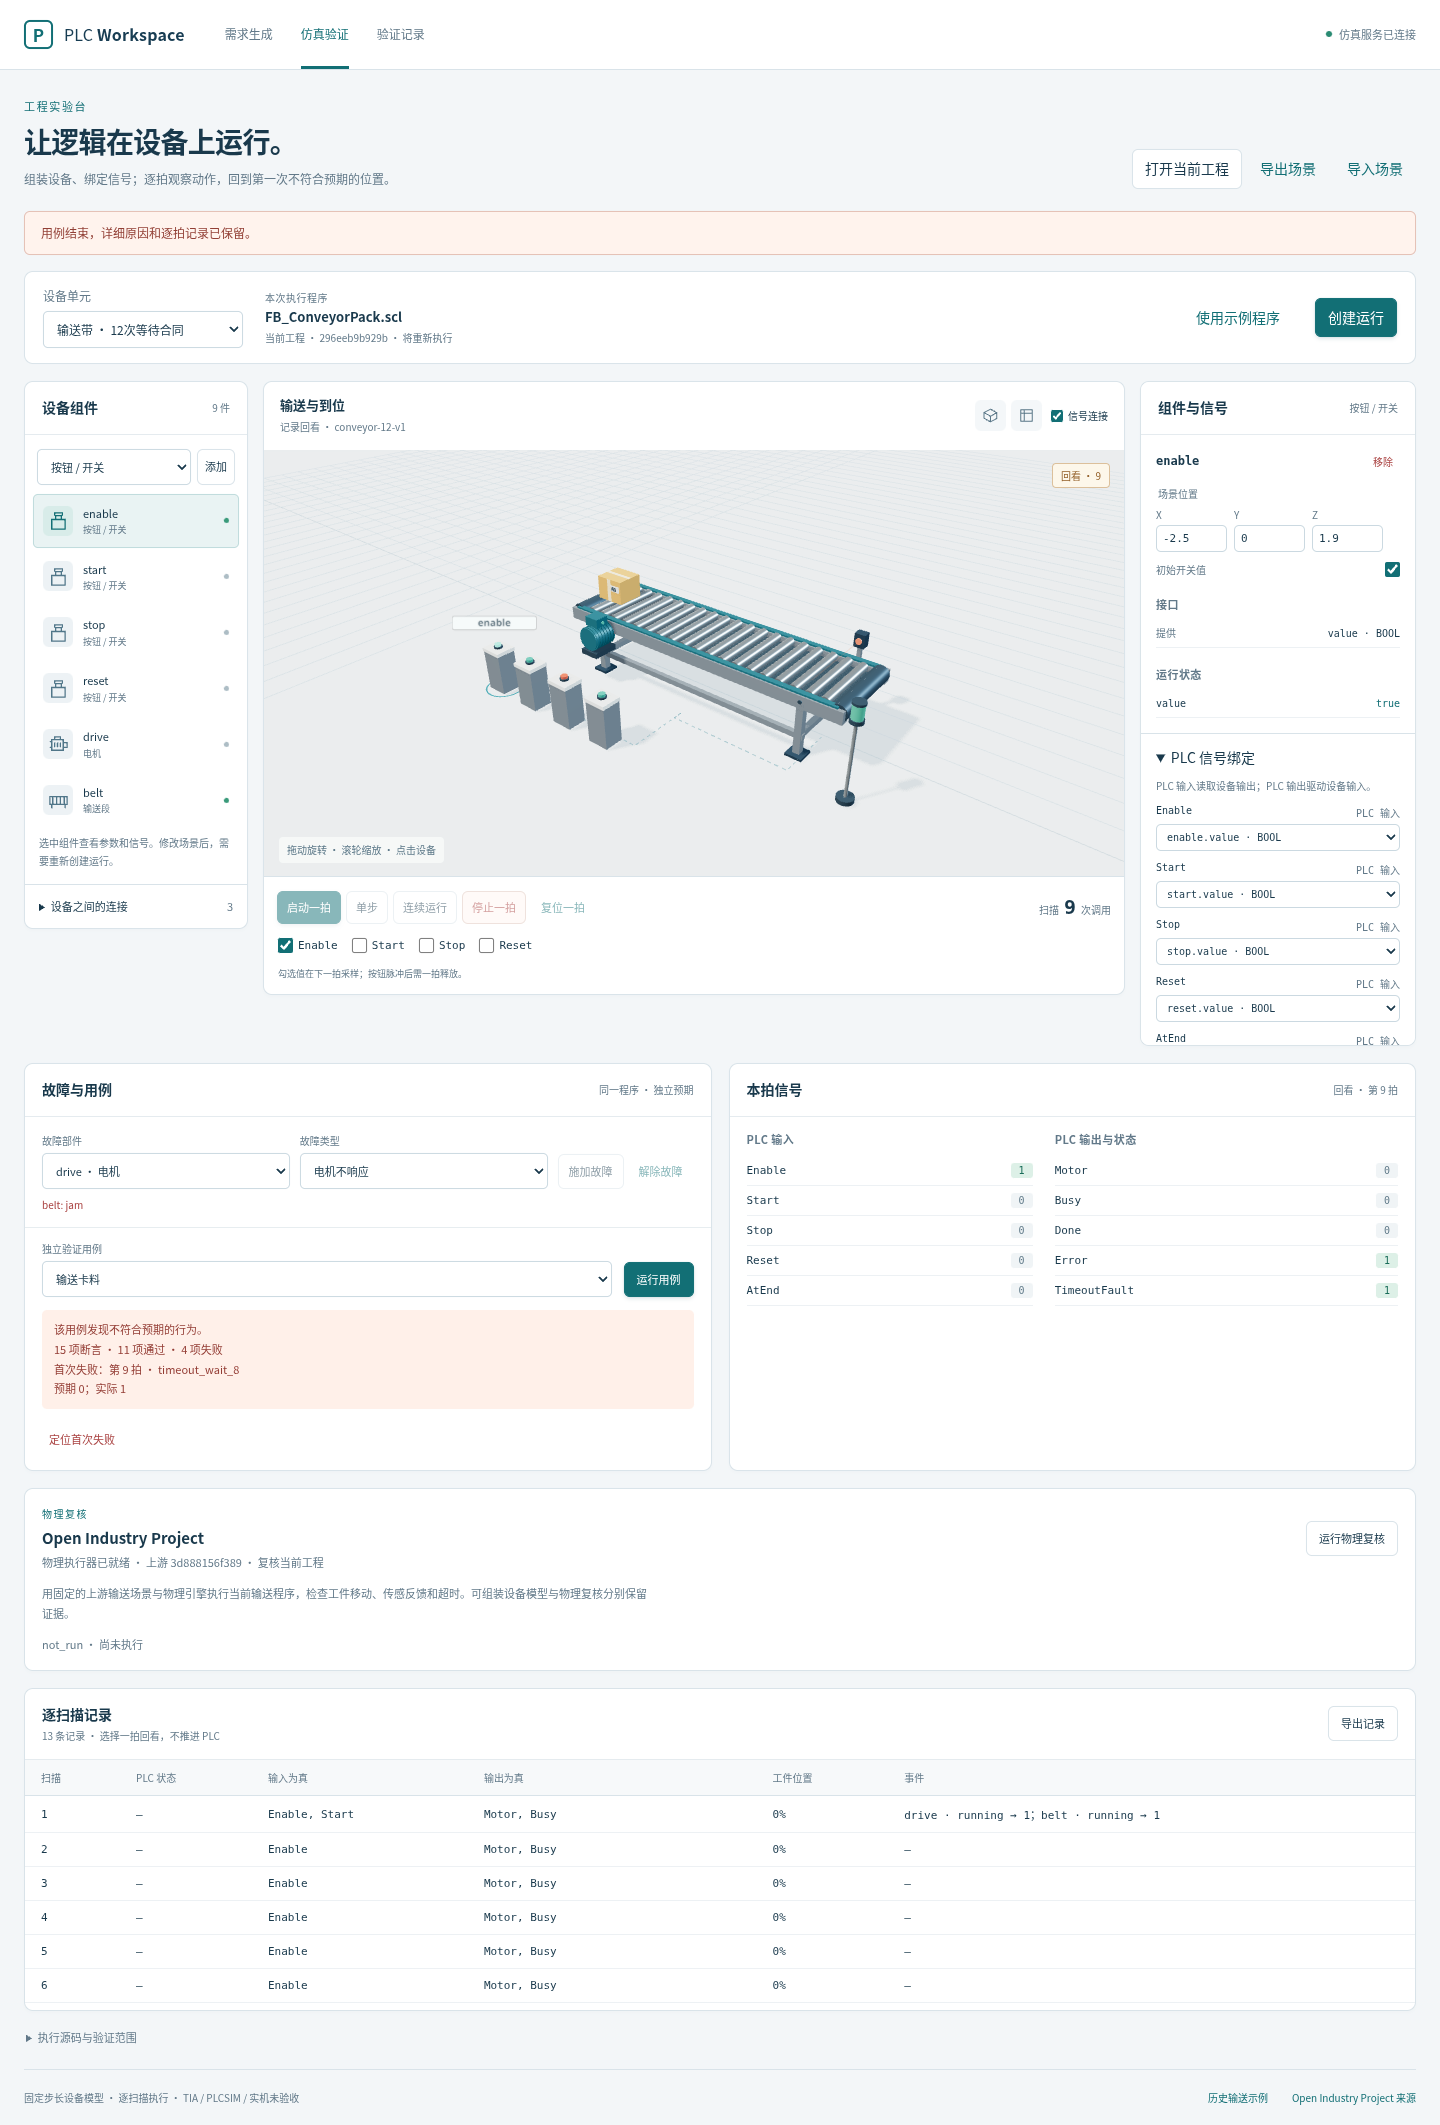 P PLC Workspace 需求生成 仿真验证 验证记录 仿真服务已连接
工程实验台
让逻辑在设备上运行。
组装设备、绑定信号；逐拍观察动作，回到第一次不符合预期的位置。
打开当前工程 导出场景 导入场景
用例结束，详细原因和逐拍记录已保留。
设备单元
输送带 · 12次等待合同
本次执行程序
FB_ConveyorPack.scl
当前工程 · 296eeb9b929b · 将重新执行
使用示例程序 创建运行
设备组件 9 件
按钮 / 开关 添加
enable
按钮 / 开关
start
按钮 / 开关
stop
按钮 / 开关
reset
按钮 / 开关
drive
电机
belt
输送段
选中组件查看参数和信号。修改场景后，需
要重新创建运行。
设备之间的连接 3
输送与到位
记录回看 · conveyor-12-v1
信号连接
回看 · 9
enable
拖动旋转 · 滚轮缩放 · 点击设备
启动一拍 单步 连续运行 停止一拍 复位一拍 扫描 9 次调用
Enable Start Stop Reset
勾选值在下一拍采样；按钮脉冲后需一拍释放。
组件与信号 按钮 / 开关
enable 移除
场景位置
X Y Z
-2.5 0 1.9
初始开关值
接口
提供 value · BOOL
运行状态
value true
PLC 信号绑定
PLC 输入读取设备输出；PLC 输出驱动设备输入。
Enable PLC 输入
enable.value · BOOL
Start PLC 输入
start.value · BOOL
Stop PLC 输入
stop.value · BOOL
Reset PLC 输入
reset.value · BOOL
AtEnd PLC 输入
故障与用例 同一程序 · 独立预期
故障部件 故障类型
drive · 电机 电机不响应 施加故障 解除故障
belt: jam
独立验证用例
输送卡料 运行用例
该用例发现不符合预期的行为。
15 项断言 · 11 项通过 · 4 项失败
首次失败：第 9 拍 · timeout_wait_8
预期 0；实际 1
定位首次失败
本拍信号 回看 · 第 9 拍
PLC 输入 PLC 输出与状态
Enable 1 Motor 0
Start 0 Busy 0
Stop 0 Done 0
Reset 0 Error 1
AtEnd 0 TimeoutFault 1
物理复核
Open Industry Project
物理执行器已就绪 · 上游 3d888156f389 · 复核当前工程
运行物理复核
用固定的上游输送场景与物理引擎执行当前输送程序，检查工件移动、传感反馈和超时。可组装设备模型与物理复核分别保留
证据。
not_run · 尚未执行
逐扫描记录
13 条记录 · 选择一拍回看，不推进 PLC
导出记录
扫描 PLC 状态 输入为真 输出为真 工件位置 事件
1 — Enable, Start Motor, Busy 0% drive · running → 1；belt · running → 1
2 — Enable Motor, Busy 0% —
3 — Enable Motor, Busy 0% —
4 — Enable Motor, Busy 0% —
5 — Enable Motor, Busy 0% —
6 — Enable Motor, Busy 0% —
执行源码与验证范围
固定步长设备模型 · 逐扫描执行 · TIA / PLCSIM / 实机未验收 历史输送示例 Open Industry Project 来源